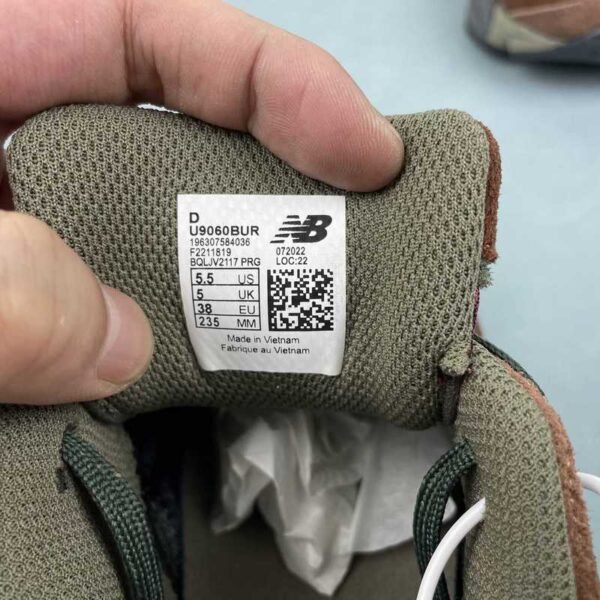 D
U9060BUR
NB
196307584036
F2211819
072022
BQLJV2117 PRG
LOC:22
5.5 US
5 UK
38 EU
235 MM
Made in Vietnam
Fabrique au Vietnam